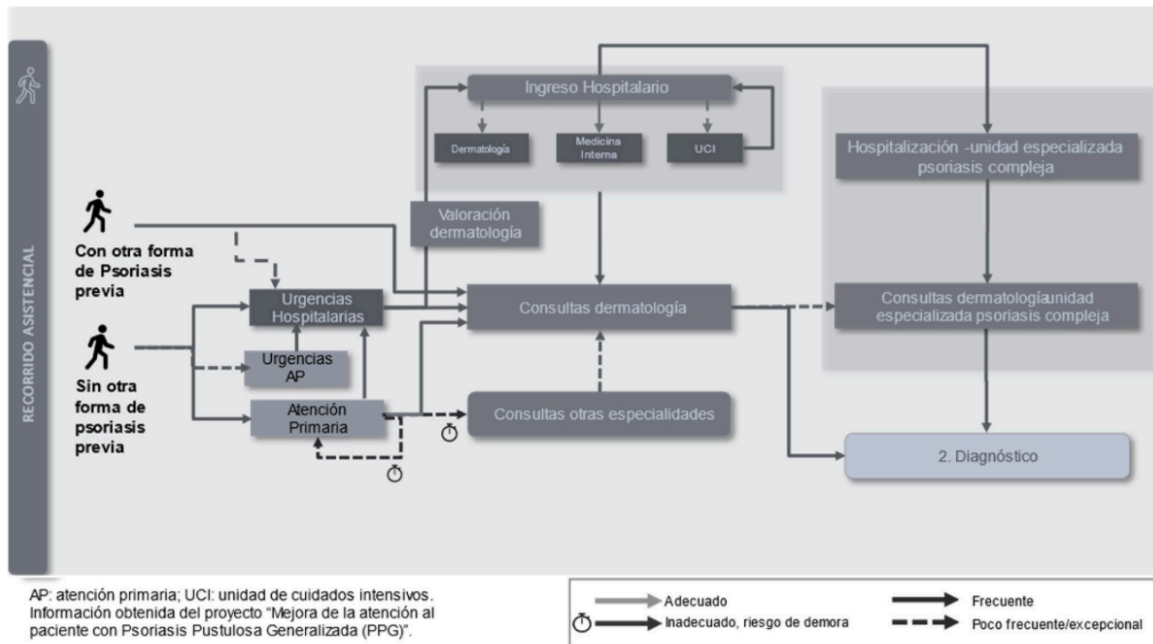 RECORRIDO ASISTENCIAL
Ingreso Hospitalario
Dermatología
Medicina
Interna
UCI
Hospitalización -unidad especializada
psoriasis compleja
Valoración
dermatología
Con otra forma
de Psoriasis
previa
Urgencias
Hospitalarias
Consultas dermatología
Consultas dermatologíaunidad
especializada psoriasis compleja
Urgencias
AP
Sin otra
forma de
psoriasis
previa
Atención
Primaria
Consultas otras especialidades
2. Diagnóstico
AP: atención primaria; UCI: unidad de cuidados intensivos.
Información obtenida del proyecto "Mejora de la atención al
paciente con Psoriasis Pustulosa Generalizada (PPG)".
Adecuado
Frecuente
Inadecuado, riesgo de demora
Poco frecuente/excepcional